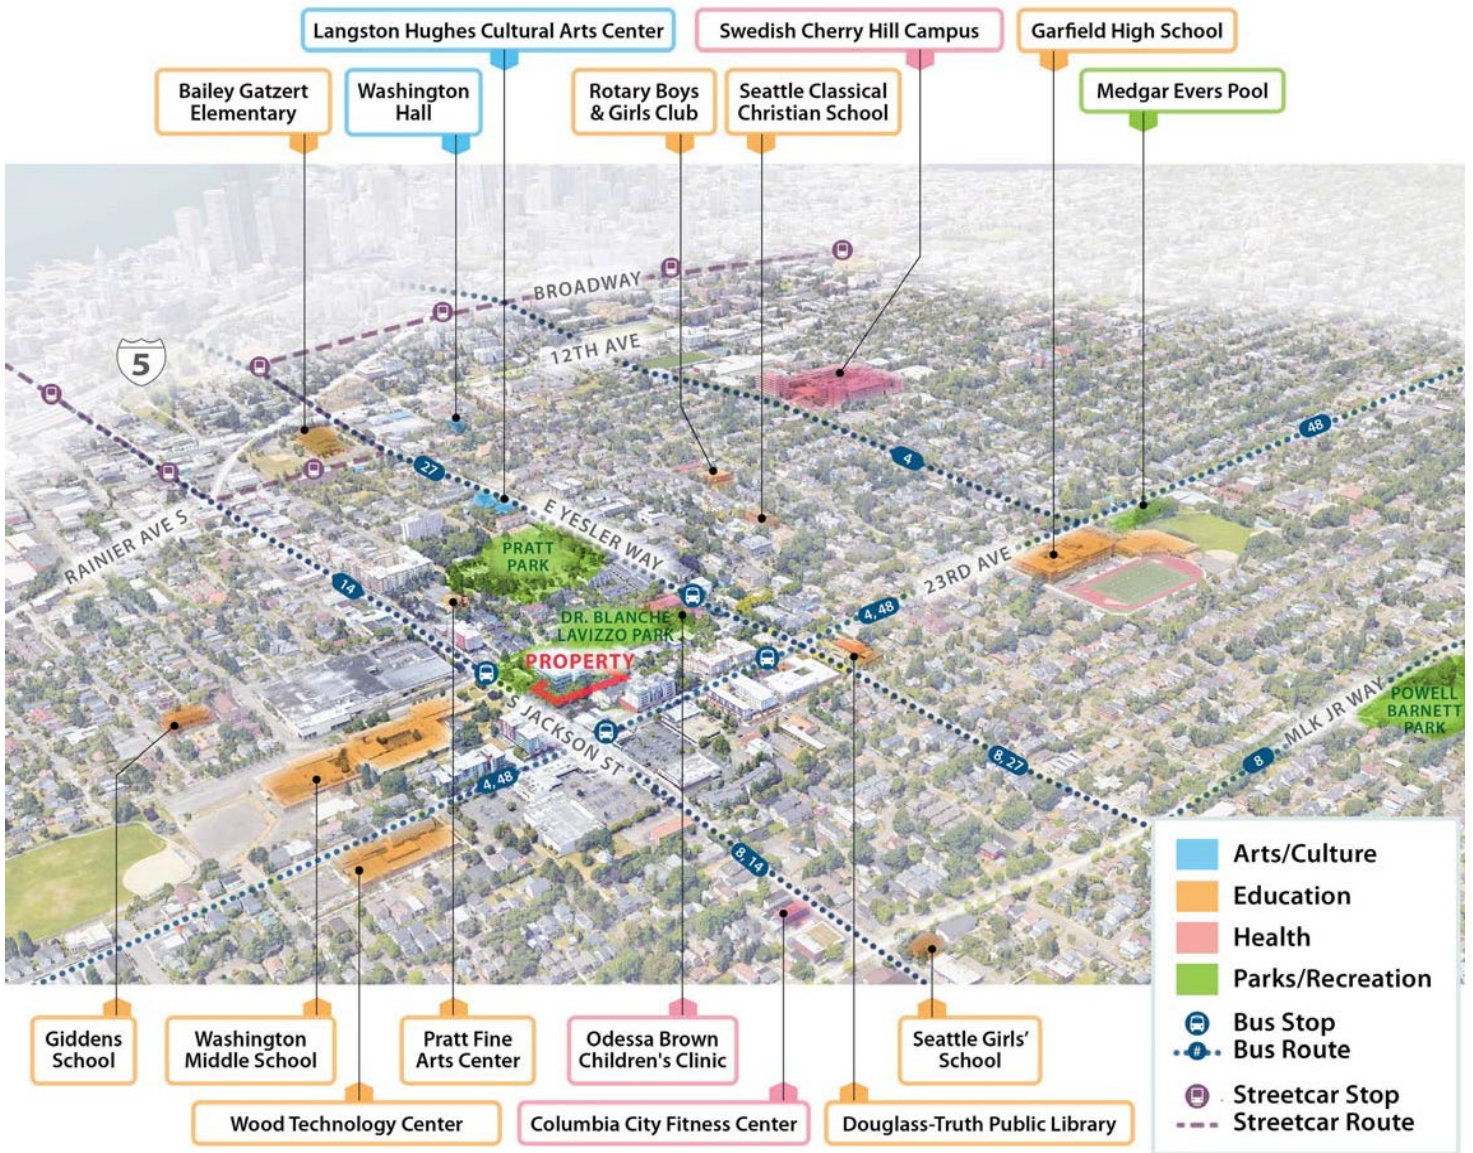 Langston Hughes Cultural Arts Center
Swedish Cherry Hill Campus
Garfield High School
Bailey Gatzert
Elementary
Washington
Hall
Rotary Boys
& Girls Club
Seattle Classical
Christian School
Medgar Evers Pool
BROADWAY
12TH AVE
5
48
4
27
E YESLER WAY
RAINIER AVE S
PRATT
PARK
23RD AVE
14
4, 48
DR. BLANCHE
LAVIZZO PARK
PROPERTY
S JACKSON ST
POWELL
BARNETT
PARK
MLK JR WAY
8
8, 27
4, 48
8, 14
Arts/Culture
Education
Health
Parks/Recreation
Bus Stop
# Bus Route
Streetcar Stop
Streetcar Route
Giddens
School
Washington
Middle School
Pratt Fine
Arts Center
Odessa Brown
Children's Clinic
Seattle Girls'
School
Wood Technology Center
Columbia City Fitness Center
Douglass-Truth Public Library